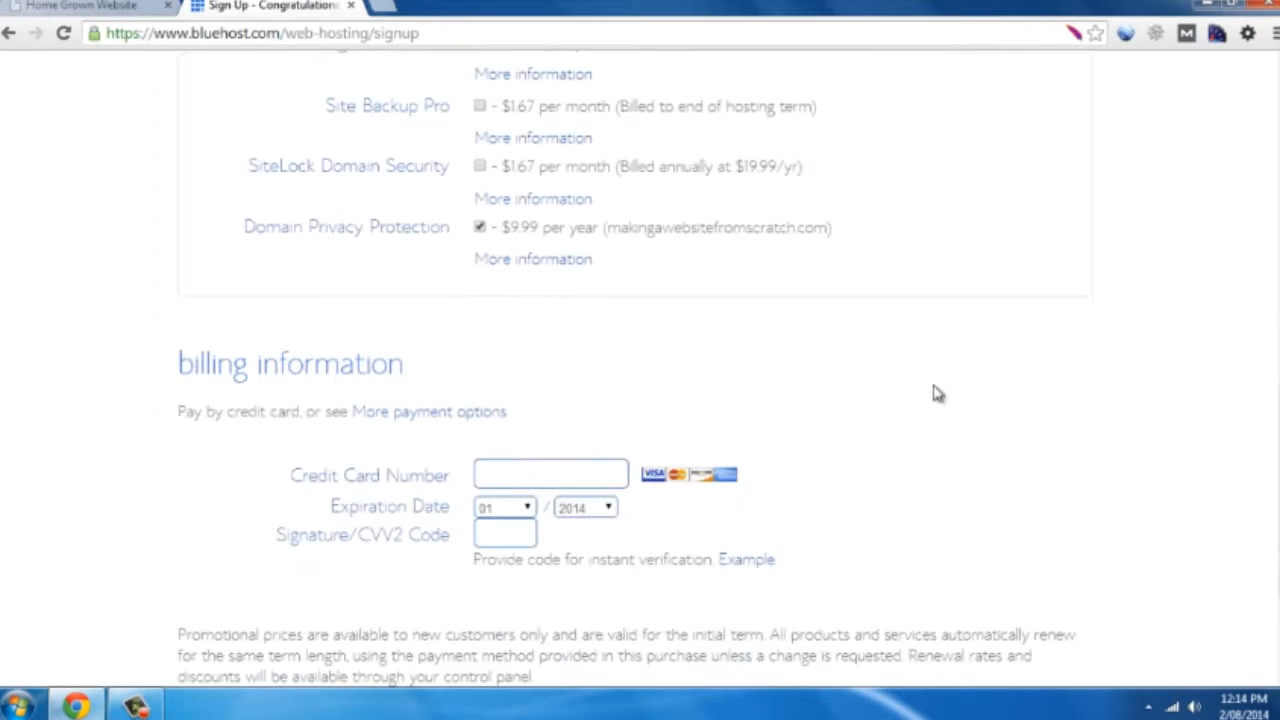 Home Grown Website
Sign Up - Congratulations
https://www.bluehost.com/web-hosting/signup
More information
Site Backup Pro - $1.67 per month (Billed to end of hosting term)
More information
SiteLock Domain Security - $1.67 per month (Billed annually at $19.99/yr)
More information
Domain Privacy Protection - $9.99 per year (makingawebsitefromscratch.com)
More information
billing information
Pay by credit card, or see More payment options
Credit Card Number VISA
Expiration Date 01 / 2014
Signature/CVV2 Code
Provide code for instant verification. Example
Promotional prices are available to new customers only and are valid for the initial term. All products and services automatically renew
for the same term length, using the payment method provided in this purchase unless a change is requested. Renewal rates and
discounts will be available through your control panel.
12:14 PM
2/08/2014